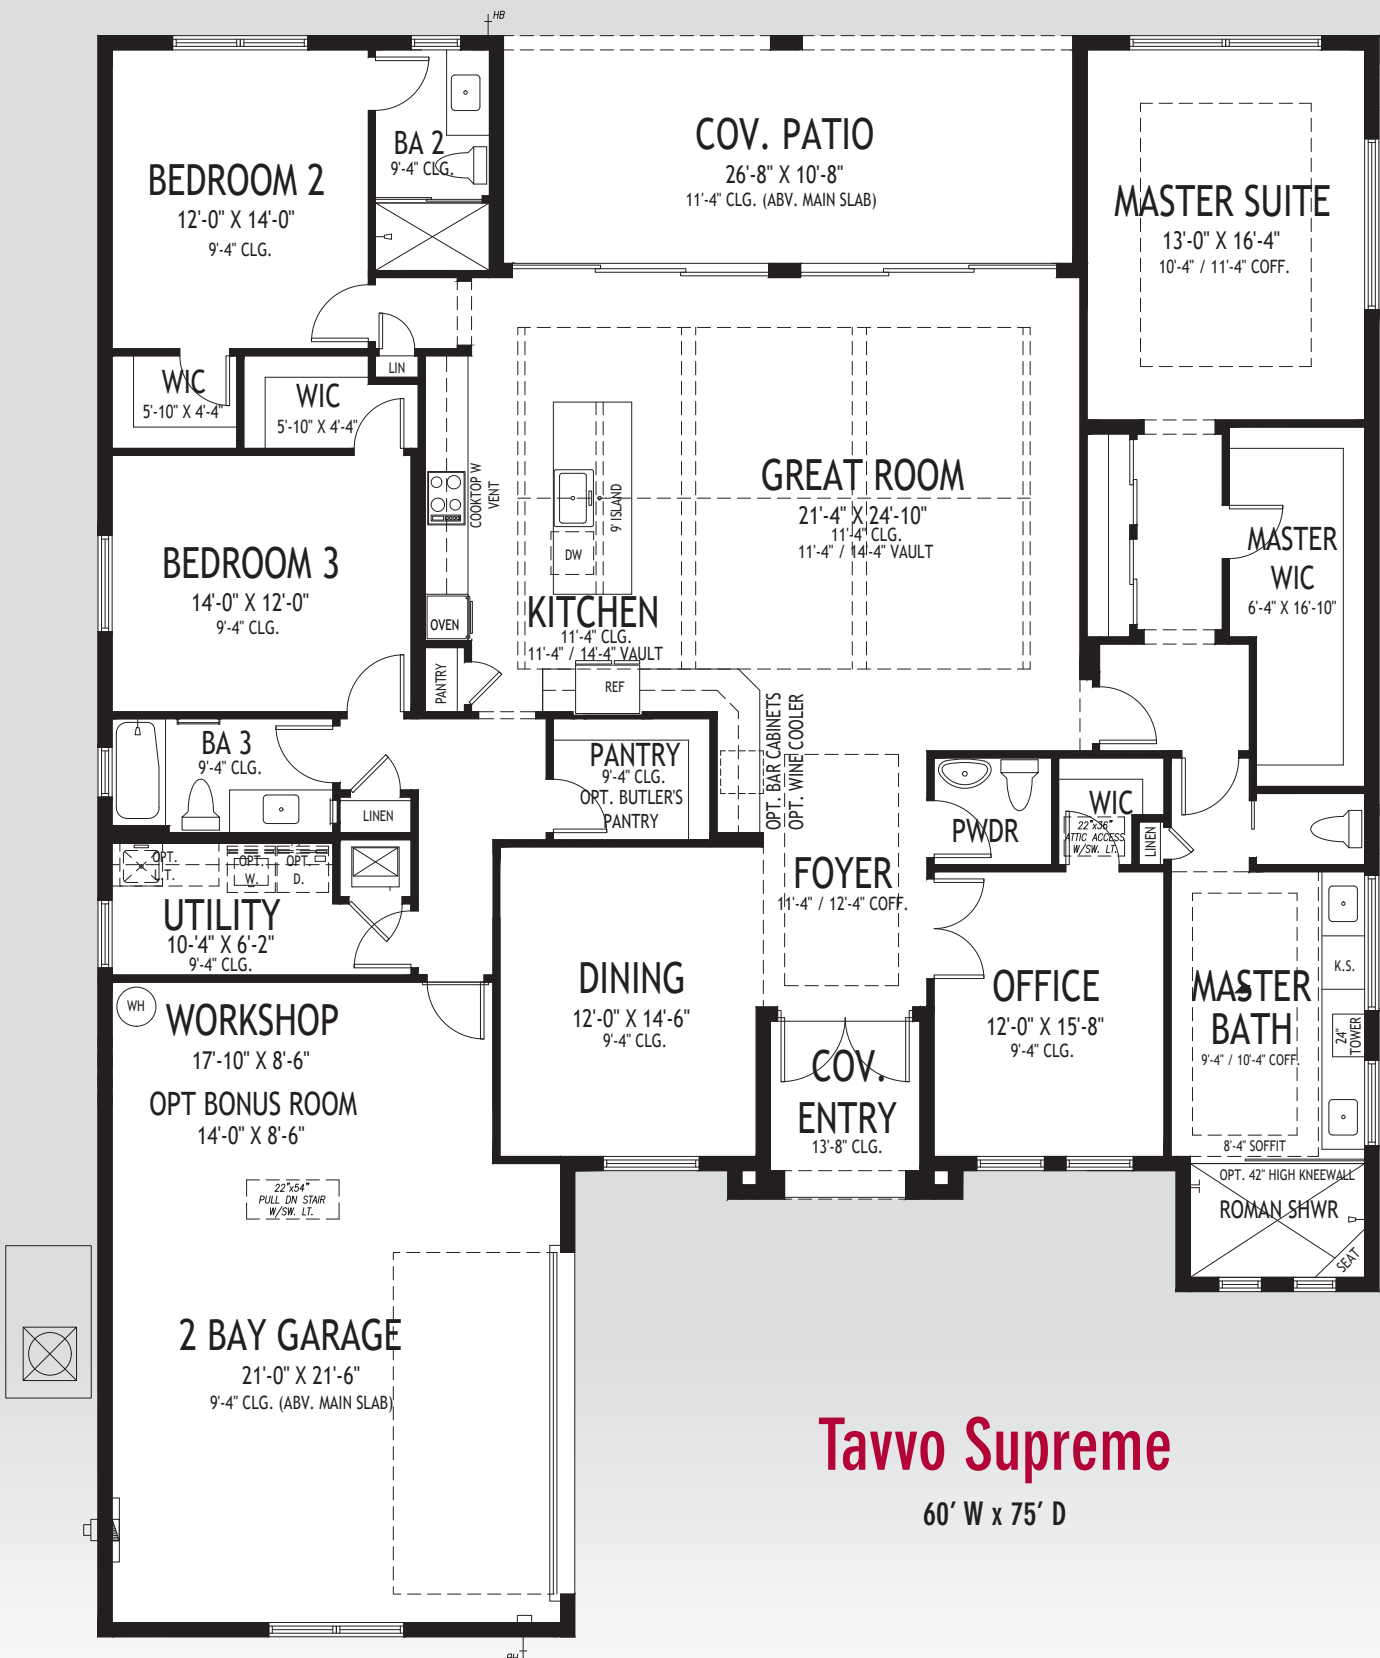 HB
BEDROOM 2
12'-0" X 14'-0"
9'-4" CLG.
BA 2
9'-4" CLG.
COV. PATIO
26'-8" X 10'-8"
11'-4" CLG. (ABV. MAIN SLAB)
MASTER SUITE
13'-0" X 16'-4"
10'-4" / 11'-4" COFF.
WIC
5'-10" X 4'-4"
WIC
5'-10" X 4'-4"
LIN
COOKTOP W
VENT
9' ISLAND
DW
GREAT ROOM
21'-4" X 24'-10"
11'-4" CLG.
11'-4" / 14'-4" VAULT
MASTER
WIC
6'-4" X 16'-10"
BEDROOM 3
14'-0" X 12'-0"
9'-4" CLG.
OVEN
KITCHEN
11'-4" CLG.
11'-4" / 14'-4" VAULT
PANTRY
REF
OPT. BAR CABINETS
OPT. WINE COOLER
BA 3
9'-4" CLG.
PANTRY
9'-4" CLG.
OPT. BUTLER'S
PANTRY
LINEN
PWDR
WIC
22"x36"
ATTIC ACCESS
W/SW. LT.
LINEN
OPT.
L.T.
OPT.
W.
OPT.
D.
UTILITY
10-'4" X 6'-2"
9'-4" CLG.
FOYER
11'-4" / 12'-4" COFF.
WH
WORKSHOP
17'-10" X 8'-6"
OPT BONUS ROOM
14'-0" X 8'-6"
DINING
12'-0" X 14'-6"
9'-4" CLG.
COV.
ENTRY
13'-8" CLG.
OFFICE
12'-0" X 15'-8"
9'-4" CLG.
MASTER
BATH
9'-4" / 10'-4" COFF.
K.S.
24"
TOWER
8'-4" SOFFIT
OPT. 42" HIGH KNEEWALL
ROMAN SHWR
SEAT
22"x54"
PULL DN STAIR
W/SW. LT.
2 BAY GARAGE
21'-0" X 21'-6"
9'-4" CLG. (ABV. MAIN SLAB)
Tavvo Supreme
60' W x 75' D